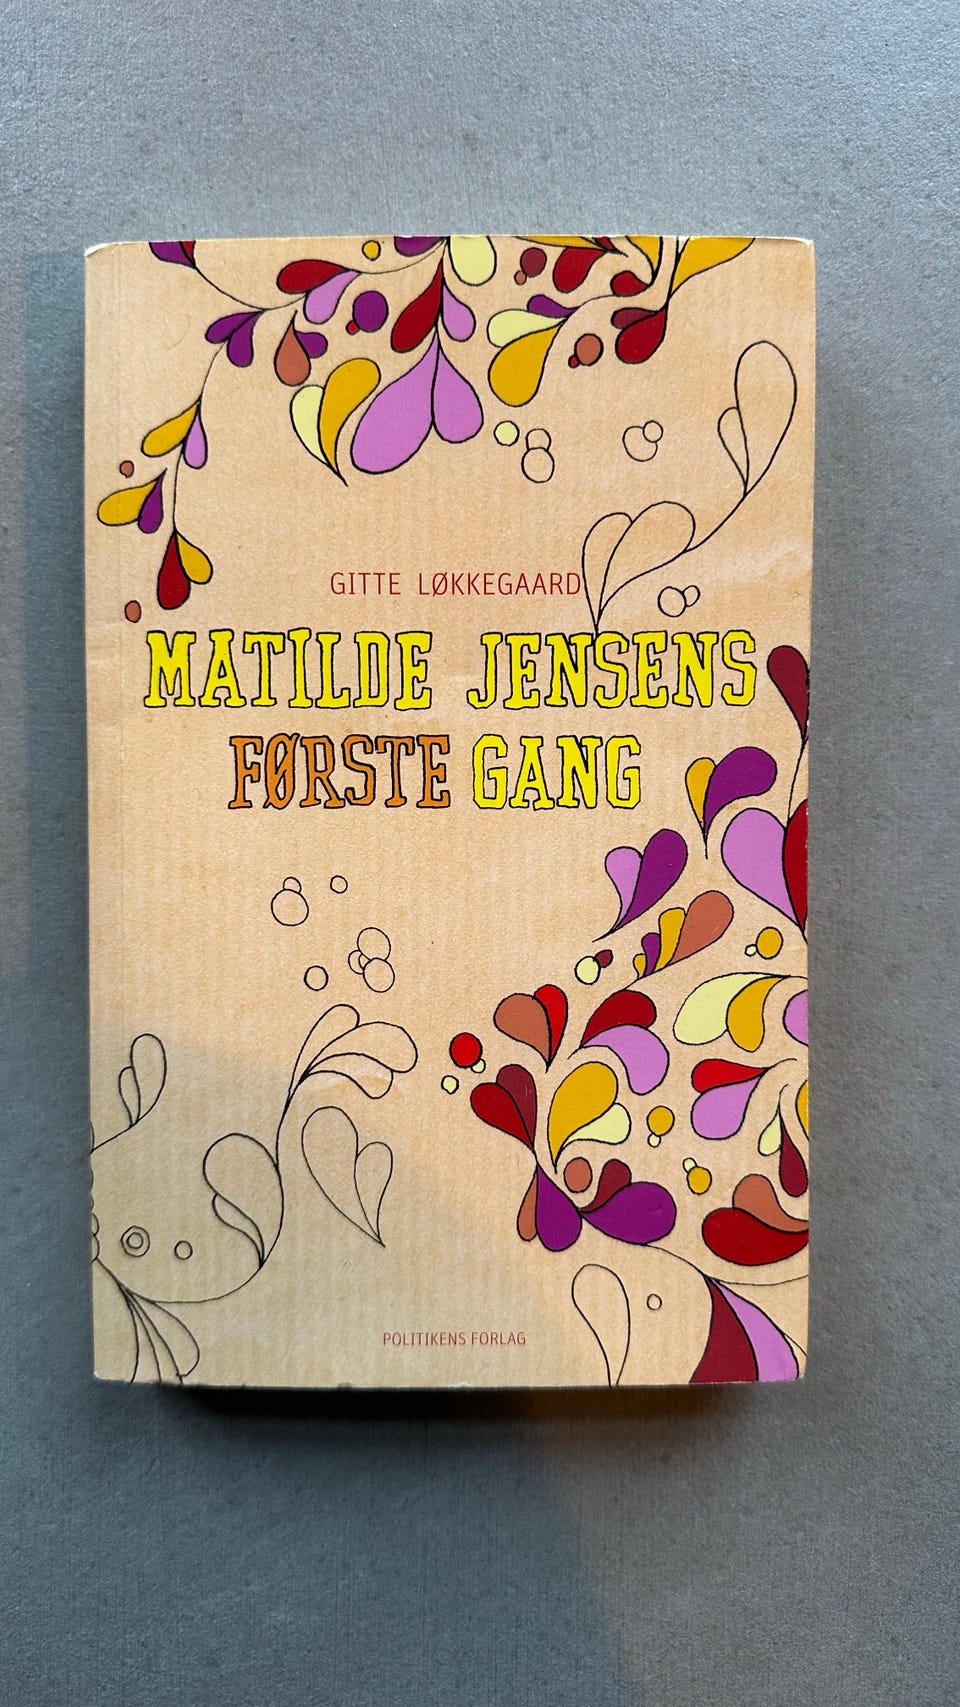 GITTE LØKKEGAARD
MATILDE JENSENS
FØRSTE GANG
POLITIKENS FORLAG